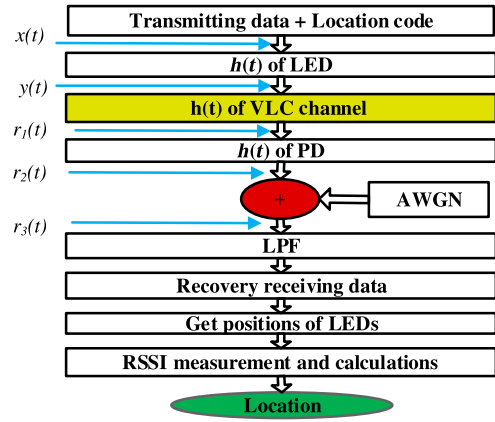 Transmitting data + Location code
x(t)
h(t) of LED
y(t)
h(t) of VLC channel
r₁(t)
h(t) of PD
r₂(t)
+
AWGN
r₃(t)
LPF
Recovery receiving data
Get positions of LEDs
RSSI measurement and calculations
Location